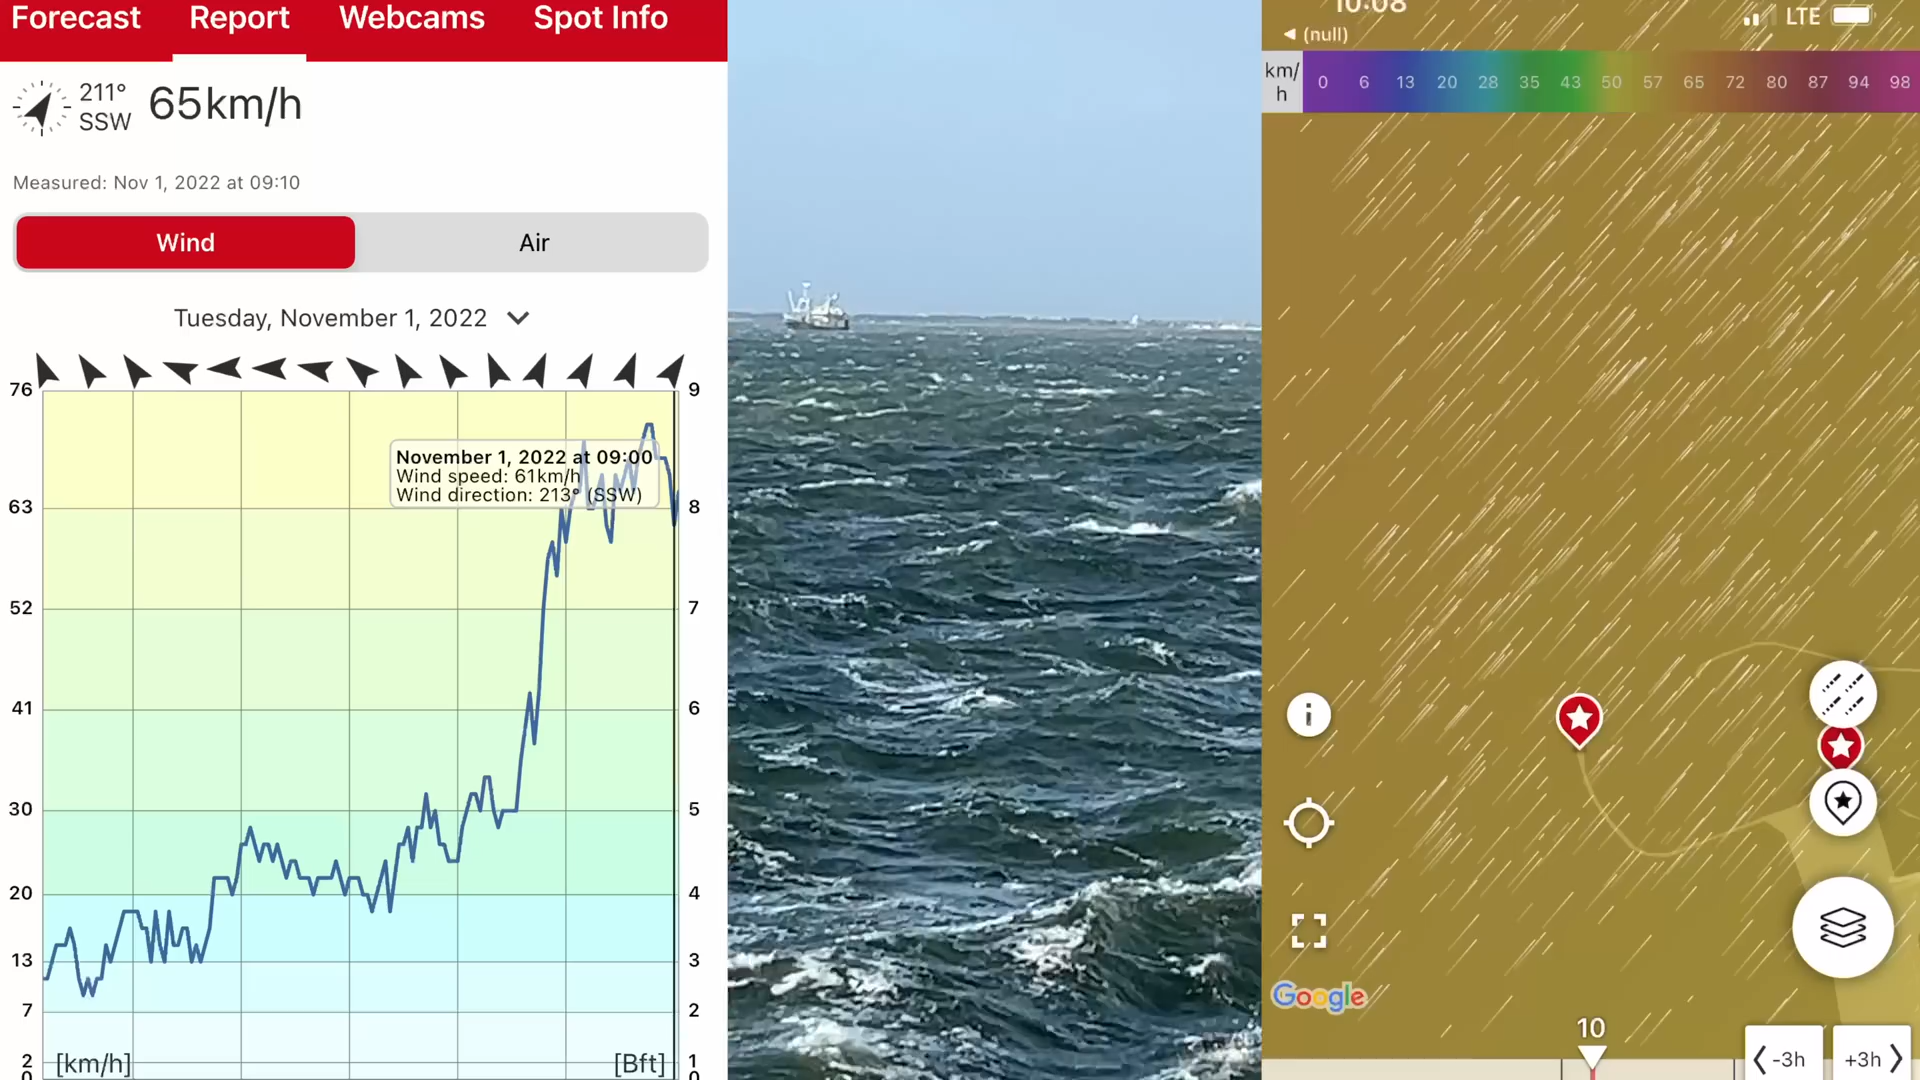 Forecast Report Webcams Spot Info
211°
SSW
65km/h
Measured: Nov 1, 2022 at 09:10
Wind Air
Tuesday, November 1, 2022
76 9
November 1, 2022 at 09:00
Wind speed: 61km/h
Wind direction: 213° (SSW)
63 8
52 7
41 6
30 5
20 4
13 3
7 2
2 [km/h] [Bft] 1
0 0
10:08
LTE
(null)
km/
h
0 6 13 20 28 35 43 50 57 65 72 80 87 94 98
i
Google
10
-3h +3h